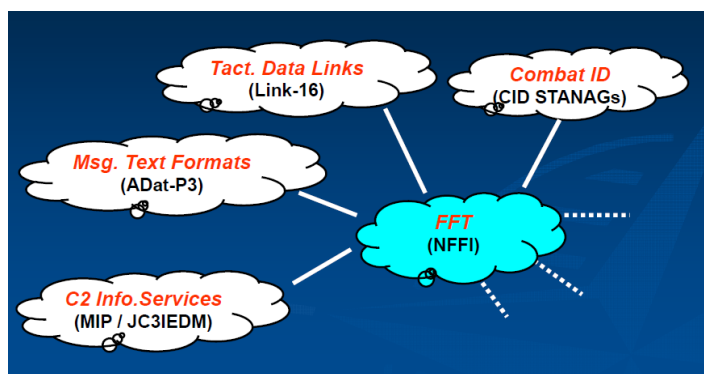 Tact. Data Links
(Link-16)
Combat ID
(CID STANAGs)
Msg. Text Formats
(ADat-P3)
FFT
(NFFI)
C2 Info.Services
(MIP / JC3IEDM)